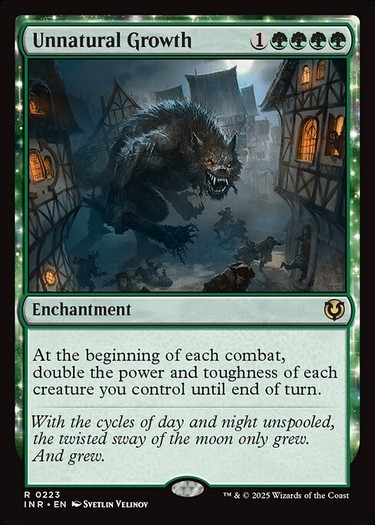 Unnatural Growth 1
Enchantment
At the beginning of each combat,
double the power and toughness of each
creature you control until end of turn.
With the cycles of day and night unspooled,
the twisted sway of the moon only grew.
And grew.
R 0223
INR • EN Svetlin Velinov
™ & © 2025 Wizards of the Coast